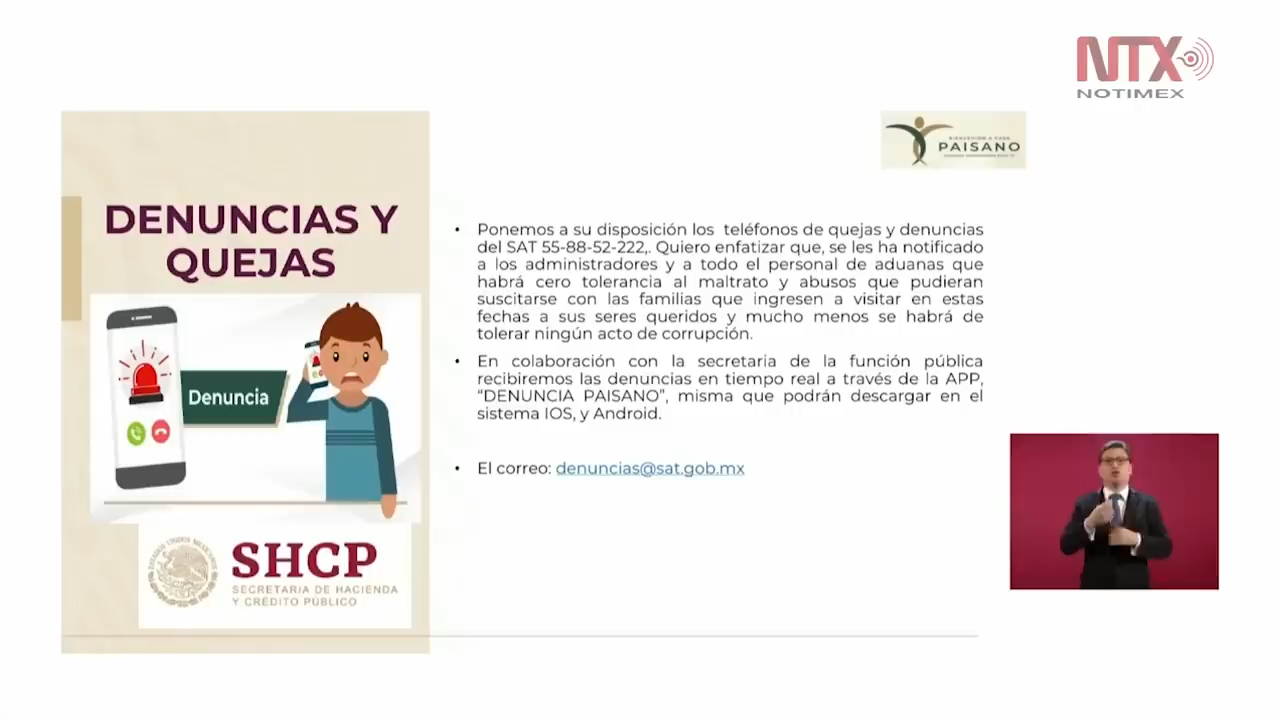 NTX
NOTIMEX
PAISANO
DENUNCIAS Y
QUEJAS
Denuncia
SHCP
SECRETARIA DE HACIENDA
Y CRÉDITO PÚBLICO
• Ponemos a su disposición los teléfonos de quejas y denuncias
del SAT 55-88-52-222,. Quiero enfatizar que, se les ha notificado
a los administradores y a todo el personal de aduanas que
habrá cero tolerancia al maltrato y abusos que pudieran
suscitarse con las familias que ingresen a visitar en estas
fechas a sus seres queridos y mucho menos se habrá de
tolerar ningún acto de corrupción.
• En colaboración con la secretaria de la función pública
recibiremos las denuncias en tiempo real a través de la APP,
“DENUNCIA PAISANO”, misma que podrán descargar en el
sistema IOS, y Android.
• El correo: denuncias@sat.gob.mx